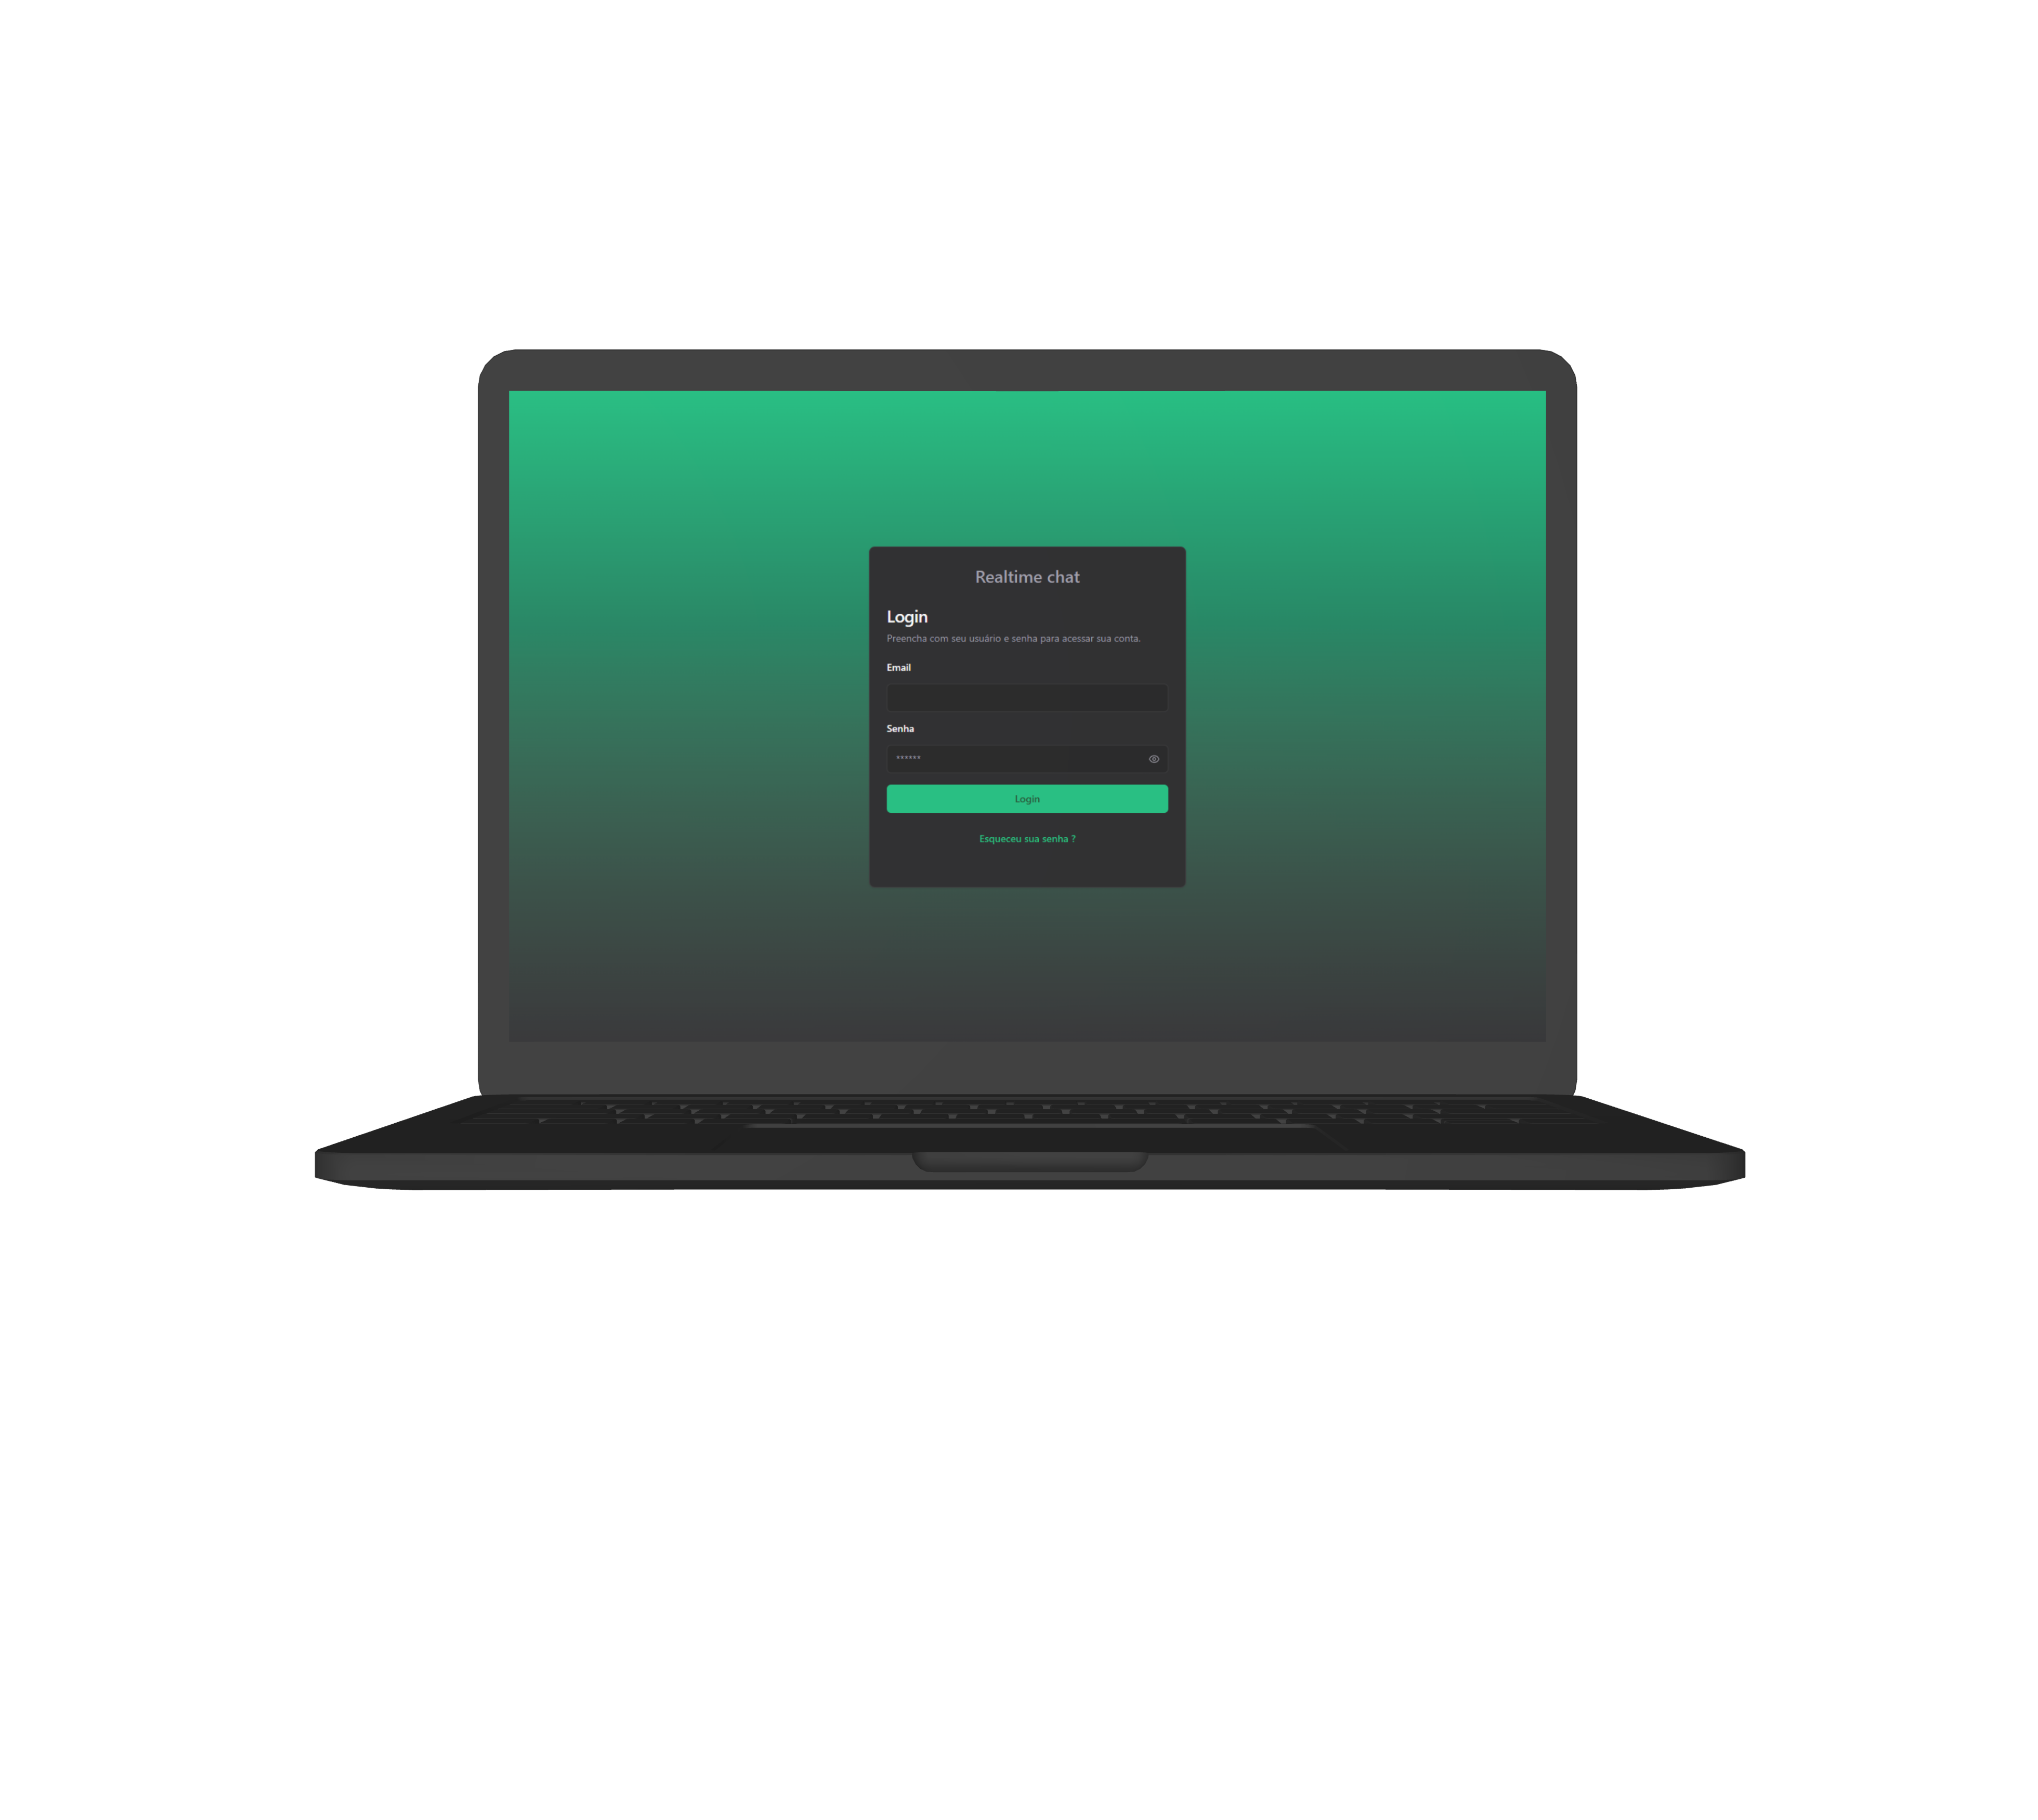 Realtime chat
Login
Preencha com seu usuário e senha para acessar sua conta.
Email
Senha
******
Login
Esqueceu sua senha ?